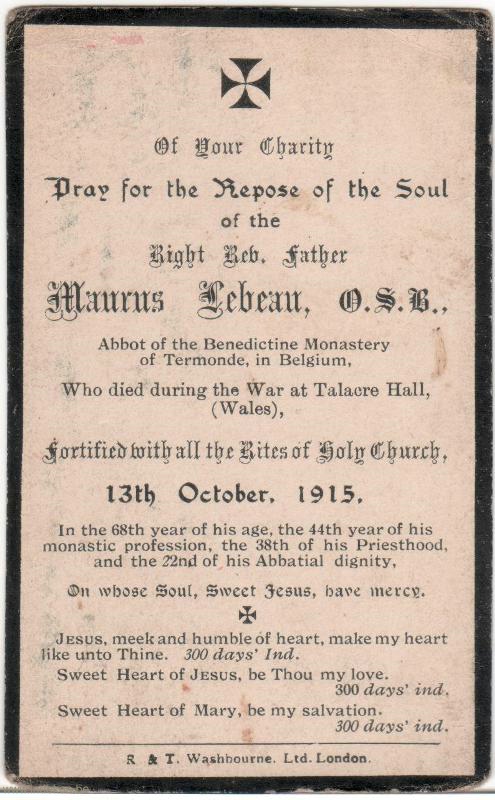 Of Your Charity
Pray for the Repose of the Soul
of the
Right Rev. Father
Maurus Lebeau, O.S.B.,
Abbot of the Benedictine Monastery
of Termonde, in Belgium,
Who died during the War at Talacre Hall,
(Wales),
Fortified with all the Rites of Holy Church,
13th October, 1915,
In the 68th year of his age, the 44th year of his
monastic profession, the 38th of his Priesthood,
and the 22nd of his Abbatial dignity,
On whose Soul, Sweet Jesus, have mercy.
JESUS, meek and humble of heart, make my heart
like unto Thine. 300 days' Ind.
Sweet Heart of JESUS, be Thou my love.
300 days' ind.
Sweet Heart of Mary, be my salvation.
300 days' ind.
R & T. Washbourne, Ltd. London.